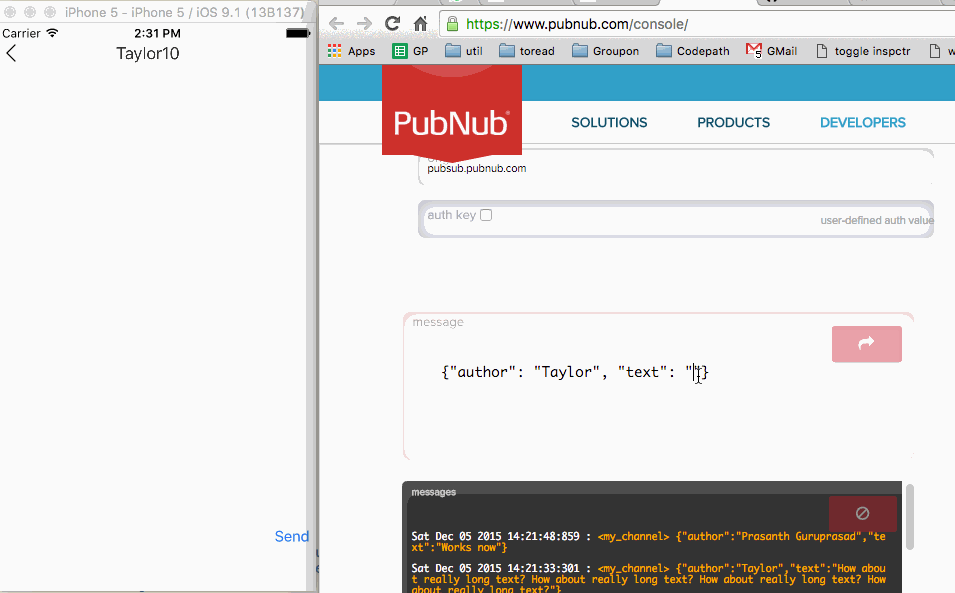 iPhone 5 - iPhone 5 / iOS 9.1 (13B137)
Carrier 2:31 PM
Taylor10
Send
https://www.pubnub.com/console/
Apps GP util toread Groupon Codepath GMail toggle inspctr
PubNub
SOLUTIONS PRODUCTS DEVELOPERS
pubsub.pubnub.com
auth key user-defined auth value
message
{"author": "Taylor", "text": ""}
messages
Sat Dec 05 2015 14:21:48:859 : <my_channel> {"author":"Prasanth Guruprasad","te
xt":"Works now"}
Sat Dec 05 2015 14:21:33:301 : <my_channel> {"author":"Taylor","text":"How abou
t really long text? How about really long text? How about really long text? How
about really long text?"}